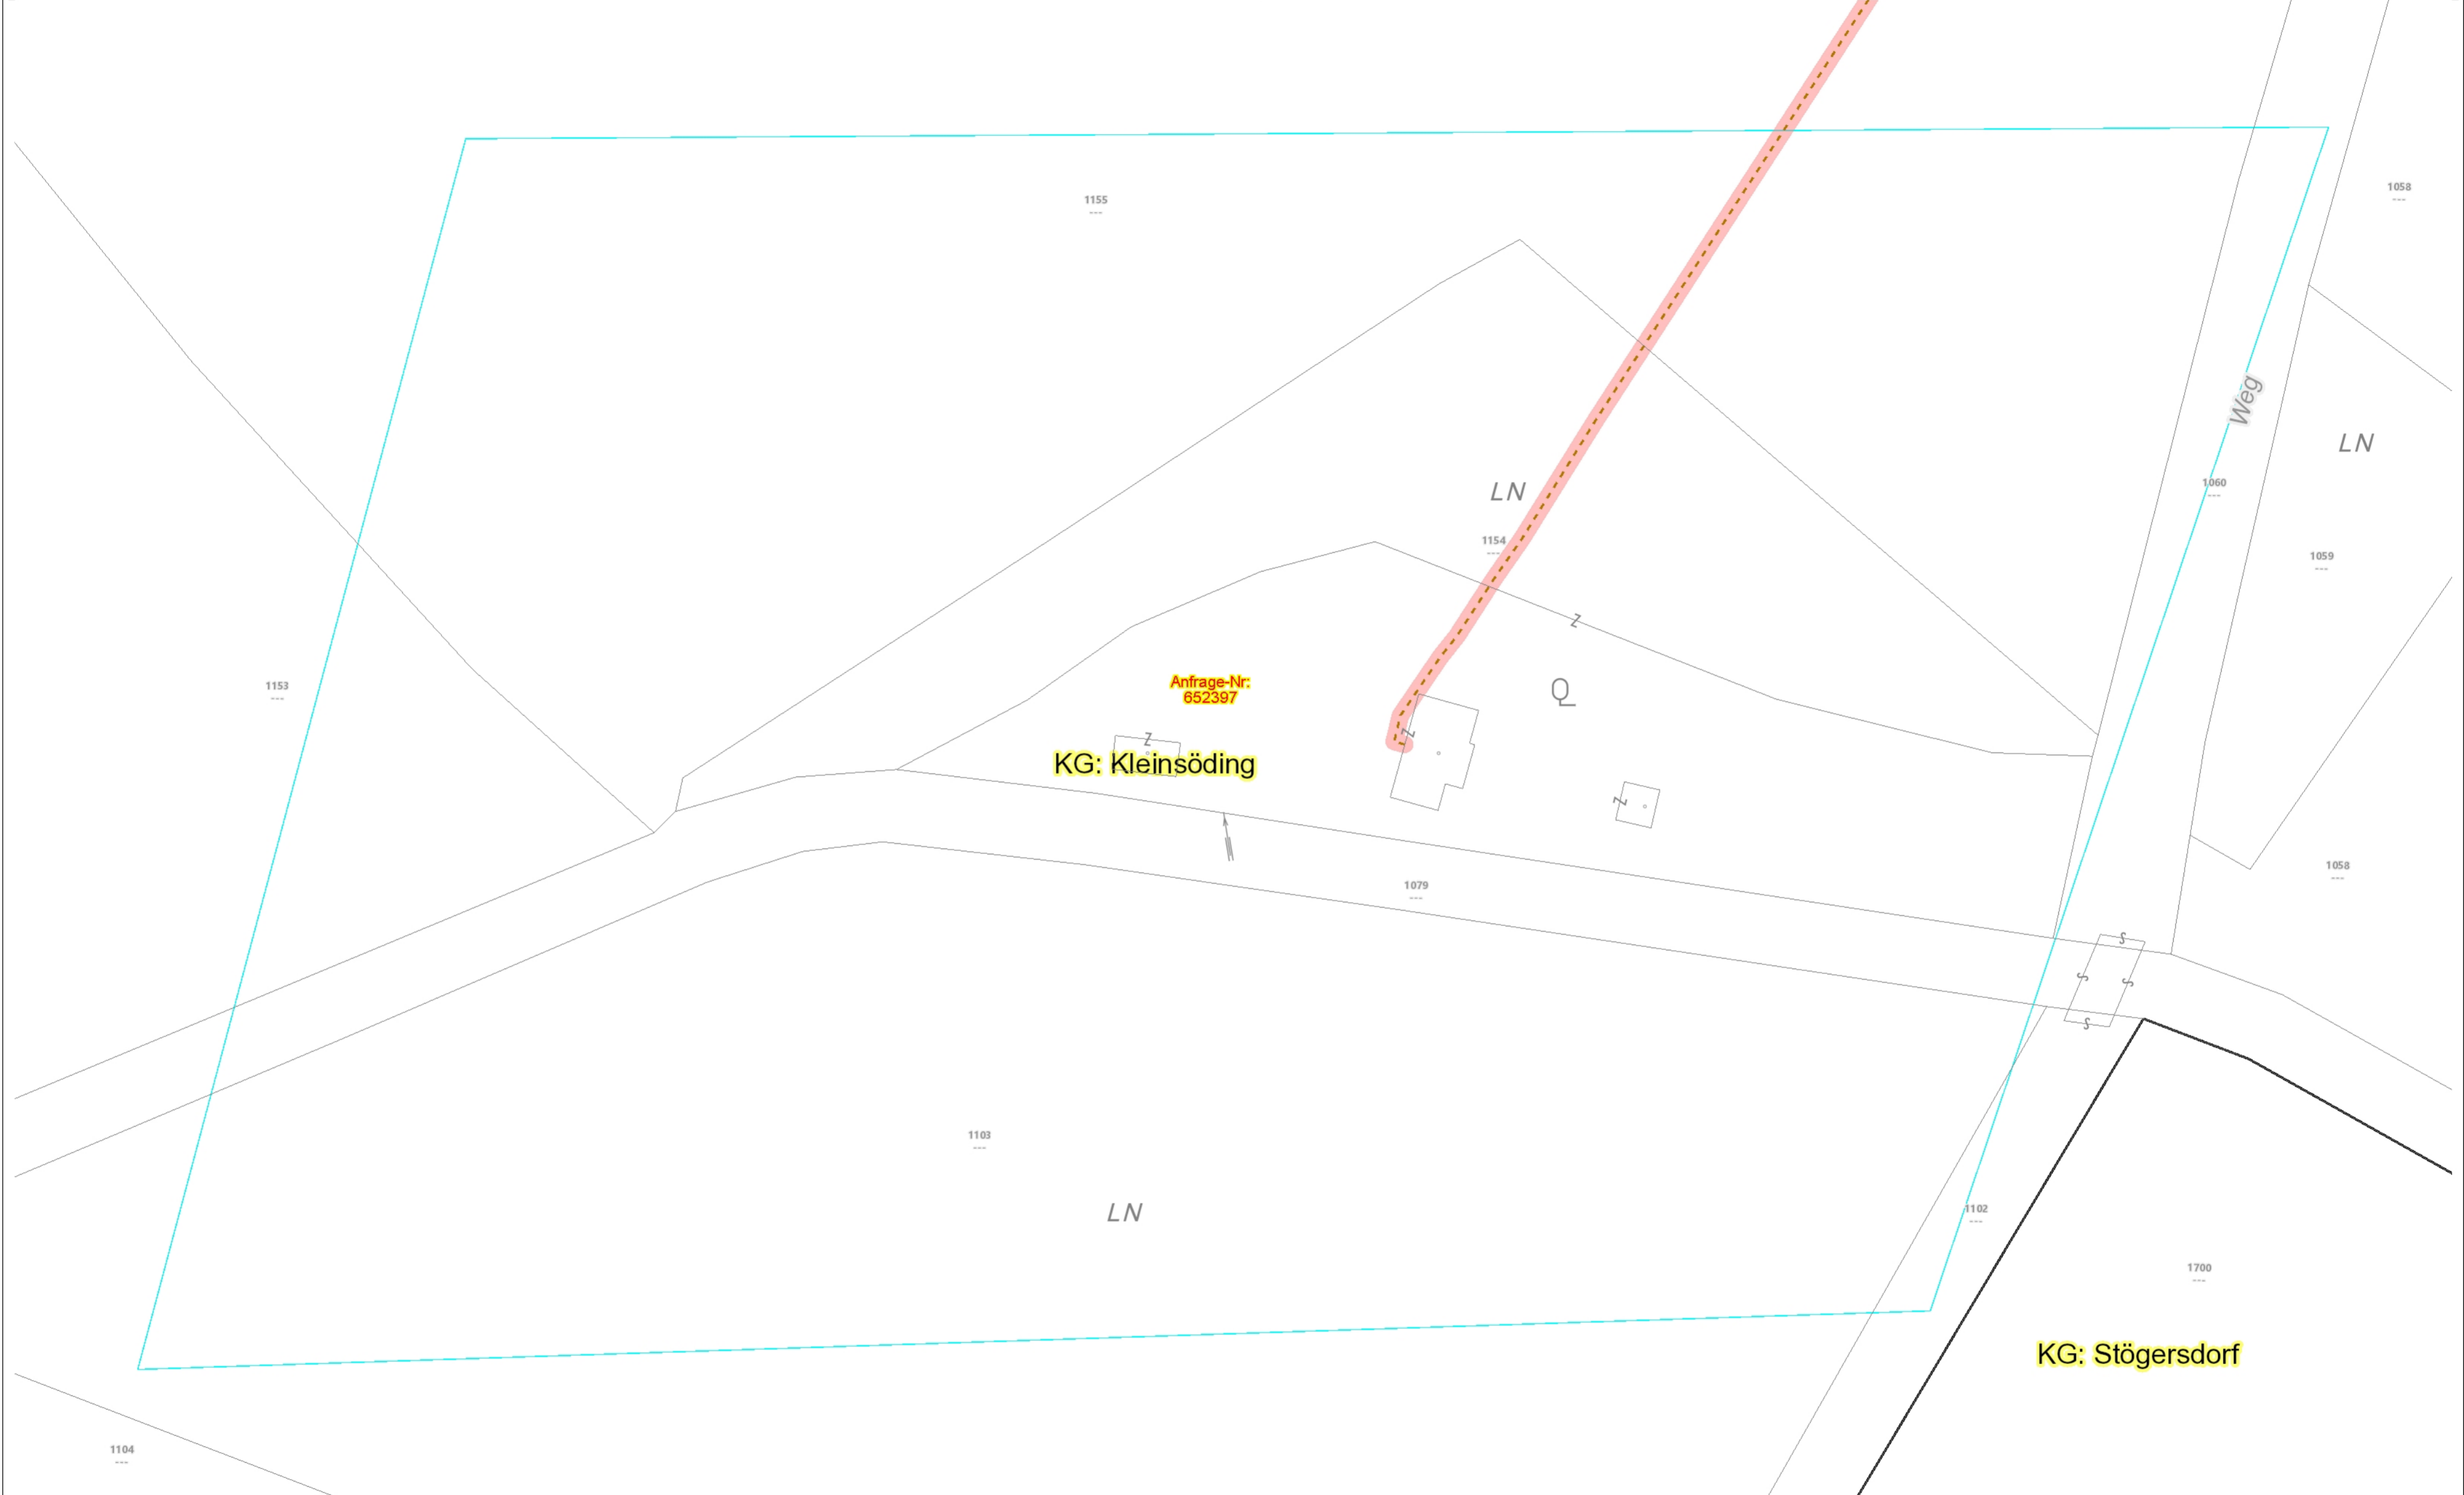 1155
---
1058
---
Weg
LN
1060
---
LN
1154
---
1059
---
Z
1153
---
Anfrage-Nr:
652397
Q
Z
Z
KG: Kleinsöding
Z
1058
---
1079
---
S
S
S
S
1103
---
LN
1102
---
1700
---
KG: Stögersdorf
1104
---